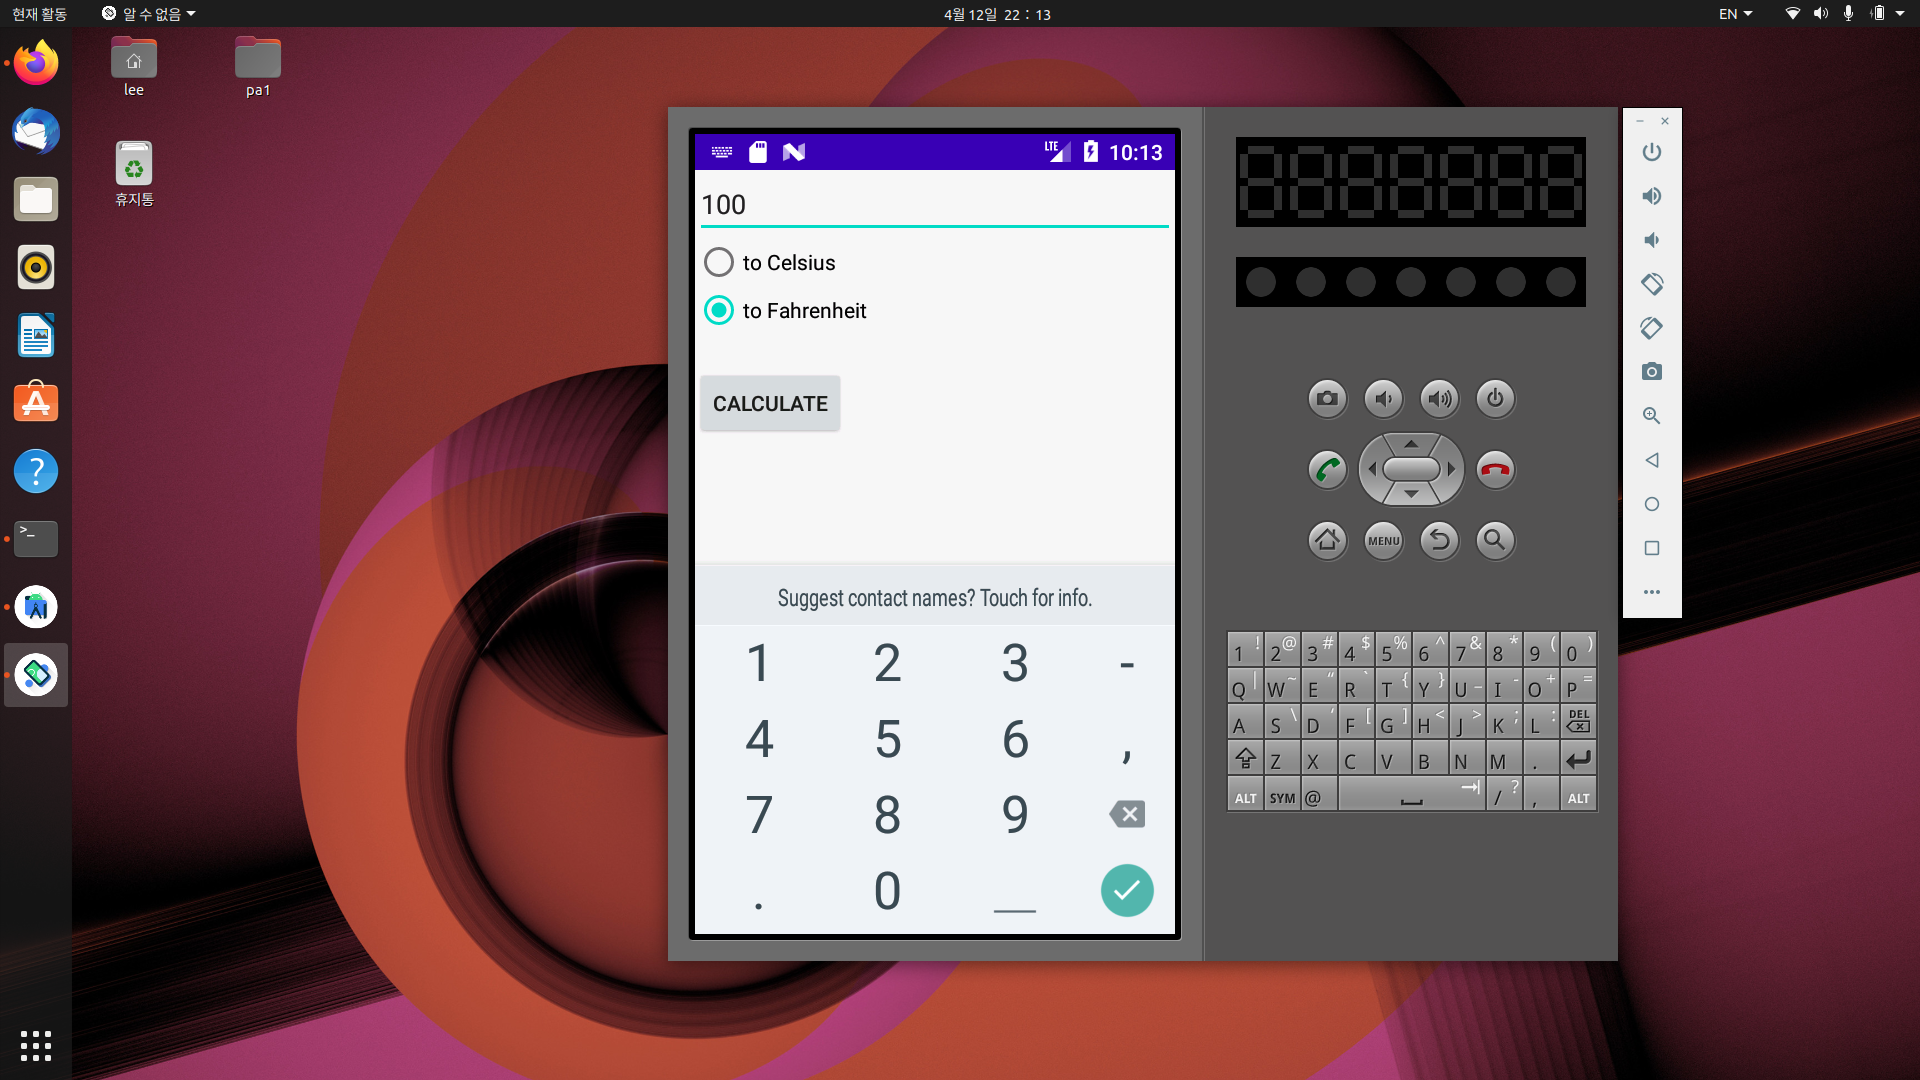 현재 활동
알 수 없음
4월 12일 22 : 13
EN
lee
pa1
휴지통
LTE
10:13
100
to Celsius
to Fahrenheit
CALCULATE
Suggest contact names? Touch for info.
1 2 3 -
4 5 6 ,
7 8 9
. 0
MENU
1 ! 2 @ 3 # 4 $ 5 % 6 ^ 7 & 8 * 9 ( 0 )
Q | W ~ E “ R ` T { Y } U _ I - O + P =
A S \ D ‘ F [ G ] H < J > K ; L : DEL
Z X C V B N M .
ALT SYM @ / ? , ALT